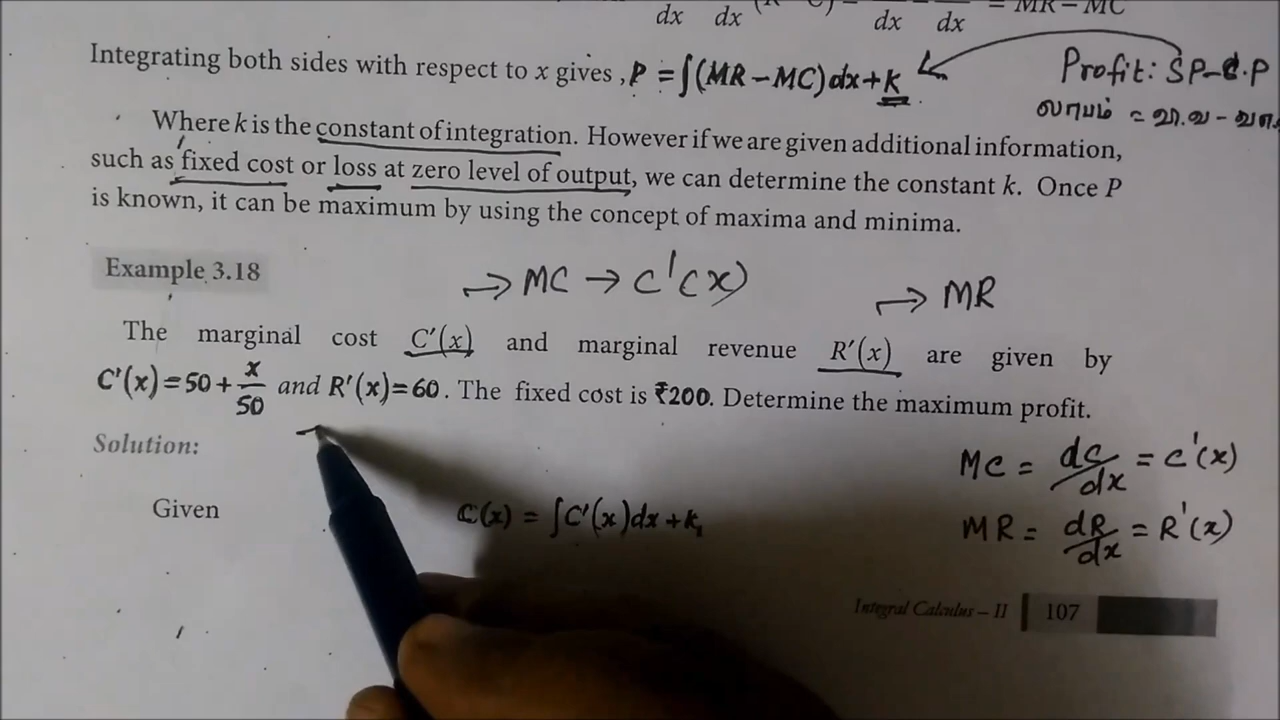 dx dx (R – C) = dx dx = MR – MC
Integrating both sides with respect to x gives , P = ∫(MR – MC)dx + k
Profit: SP – C.P
லாபம் = வி.வ –
Where k is the constant of integration. However if we are given additional information,
such as fixed cost or loss at zero level of output, we can determine the constant k. Once P
is known, it can be maximum by using the concept of maxima and minima.
Example 3.18
→ MC → C'(x)
→ MR
The marginal cost C′(x) and marginal revenue R′(x) are given by
C'(x) = 50 + x/50 and R'(x) = 60. The fixed cost is ₹200. Determine the maximum profit.
Solution:
MC = dC/dx = C'(x)
Given C(x) = ∫C'(x)dx + k₁
MR = dR/dx = R'(x)
Integral Calculus – II 107